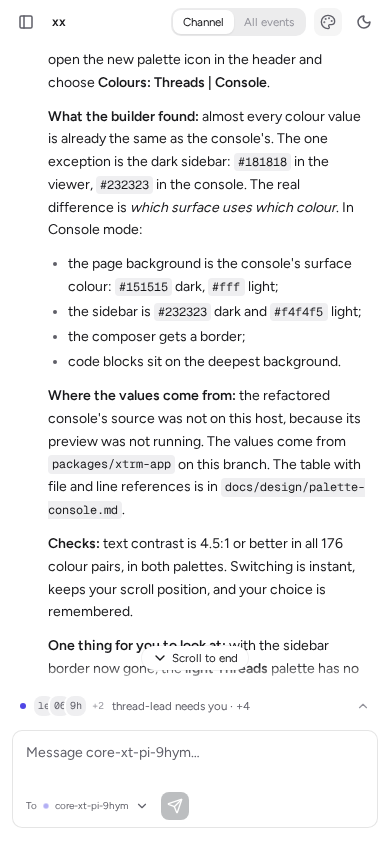 xx
Channel
All events
open the new palette icon in the header and
choose Colours: Threads | Console.
What the builder found: almost every colour value
is already the same as the console's. The one
exception is the dark sidebar: #181818 in the
viewer, #232323 in the console. The real
difference is which surface uses which colour. In
Console mode:
• the page background is the console's surface
colour: #151515 dark, #fff light;
• the sidebar is #232323 dark and #f4f4f5 light;
• the composer gets a border;
• code blocks sit on the deepest background.
Where the values come from: the refactored
console's source was not on this host, because its
preview was not running. The values come from
packages/xtrm-app on this branch. The table with
file and line references is in docs/design/palette-
console.md.
Checks: text contrast is 4.5:1 or better in all 176
colour pairs, in both palettes. Switching is instant,
keeps your scroll position, and your choice is
remembered.
One thing for you to look at: with the sidebar
border now gone, the light Threads palette has no
Scroll to end
9h +2 thread-lead needs you · +4
Message core-xt-pi-9hym...
To core-xt-pi-9hym